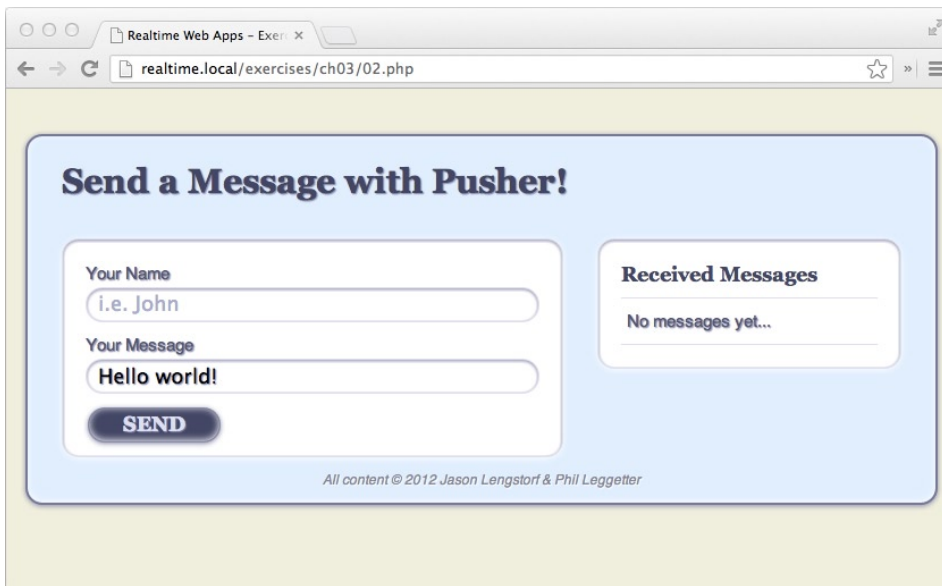 Realtime Web Apps – Exer
realtime.local/exercises/ch03/02.php
Send a Message with Pusher!
Your Name
i.e. John
Your Message
Hello world!
SEND
Received Messages
No messages yet...
All content © 2012 Jason Lengstorf & Phil Leggetter